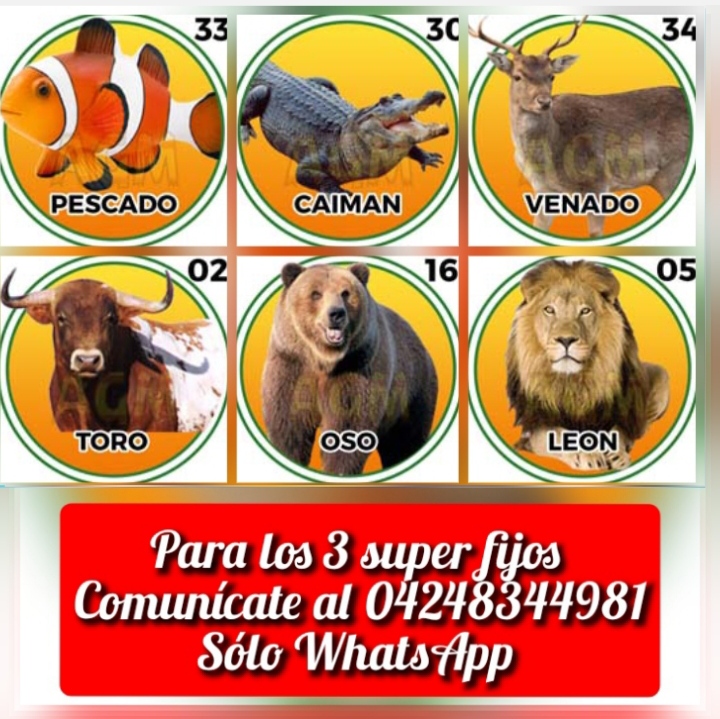 33
PESCADO
30
CAIMAN
34
VENADO
02
TORO
16
OSO
05
LEON
AGM
AGM
AGM
AGM
AGM
AGM
Para los 3 super fijos
Comunícate al 04248344981
Sólo WhatsApp